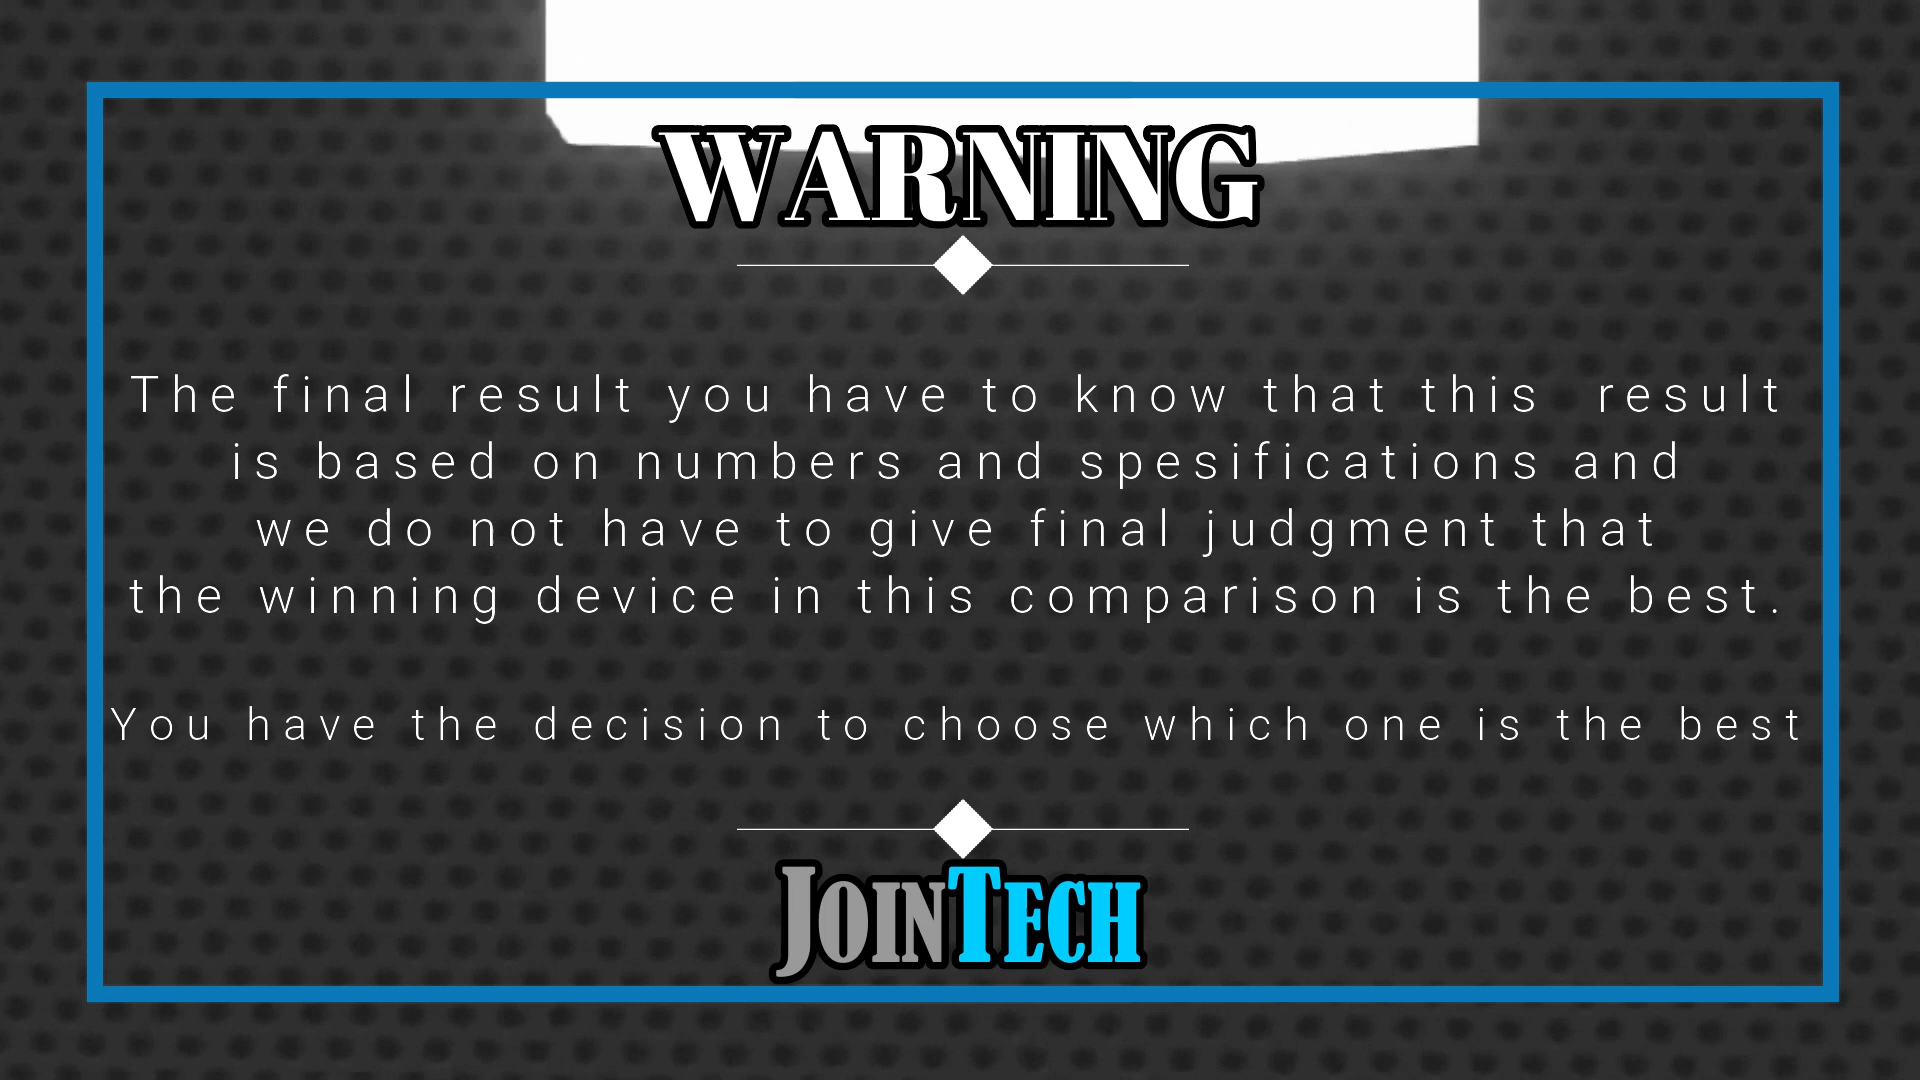 WARNING
The final result you have to know that this result
is based on numbers and spesifications and
we do not have to give final judgment that
the winning device in this comparison is the best.
You have the decision to choose which one is the best
JOINTECH